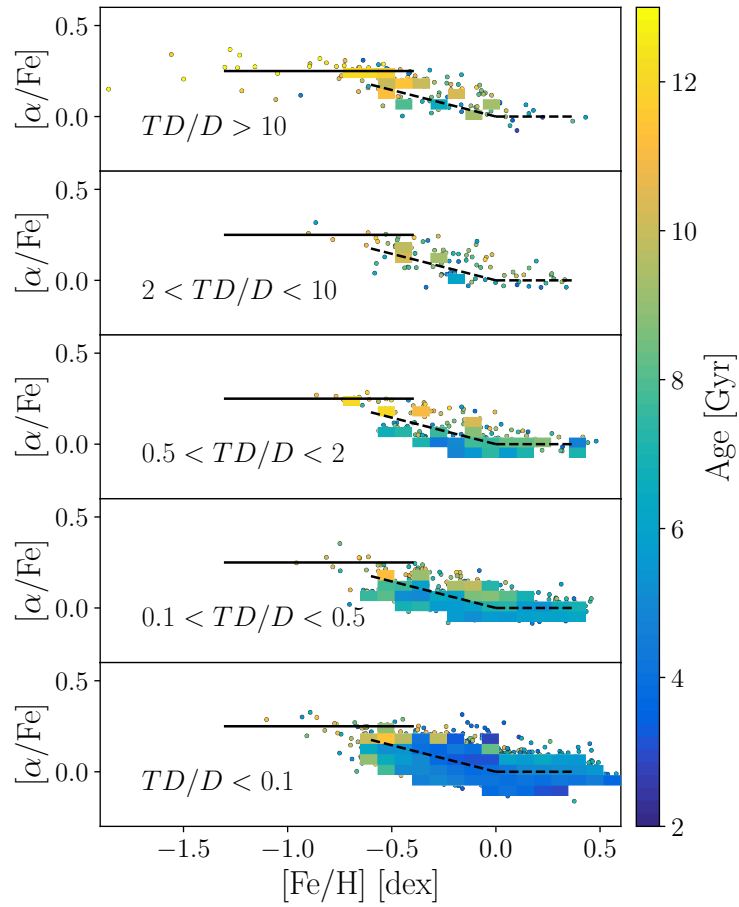 0.5
0.0
[α/Fe]
TD/D > 10
0.5
0.0
[α/Fe]
2 < TD/D < 10
0.5
0.0
[α/Fe]
0.5 < TD/D < 2
0.5
0.0
[α/Fe]
0.1 < TD/D < 0.5
0.5
0.0
[α/Fe]
TD/D < 0.1
−1.5 −1.0 −0.5 0.0 0.5
[Fe/H] [dex]
12
10
8
6
4
2
Age [Gyr]